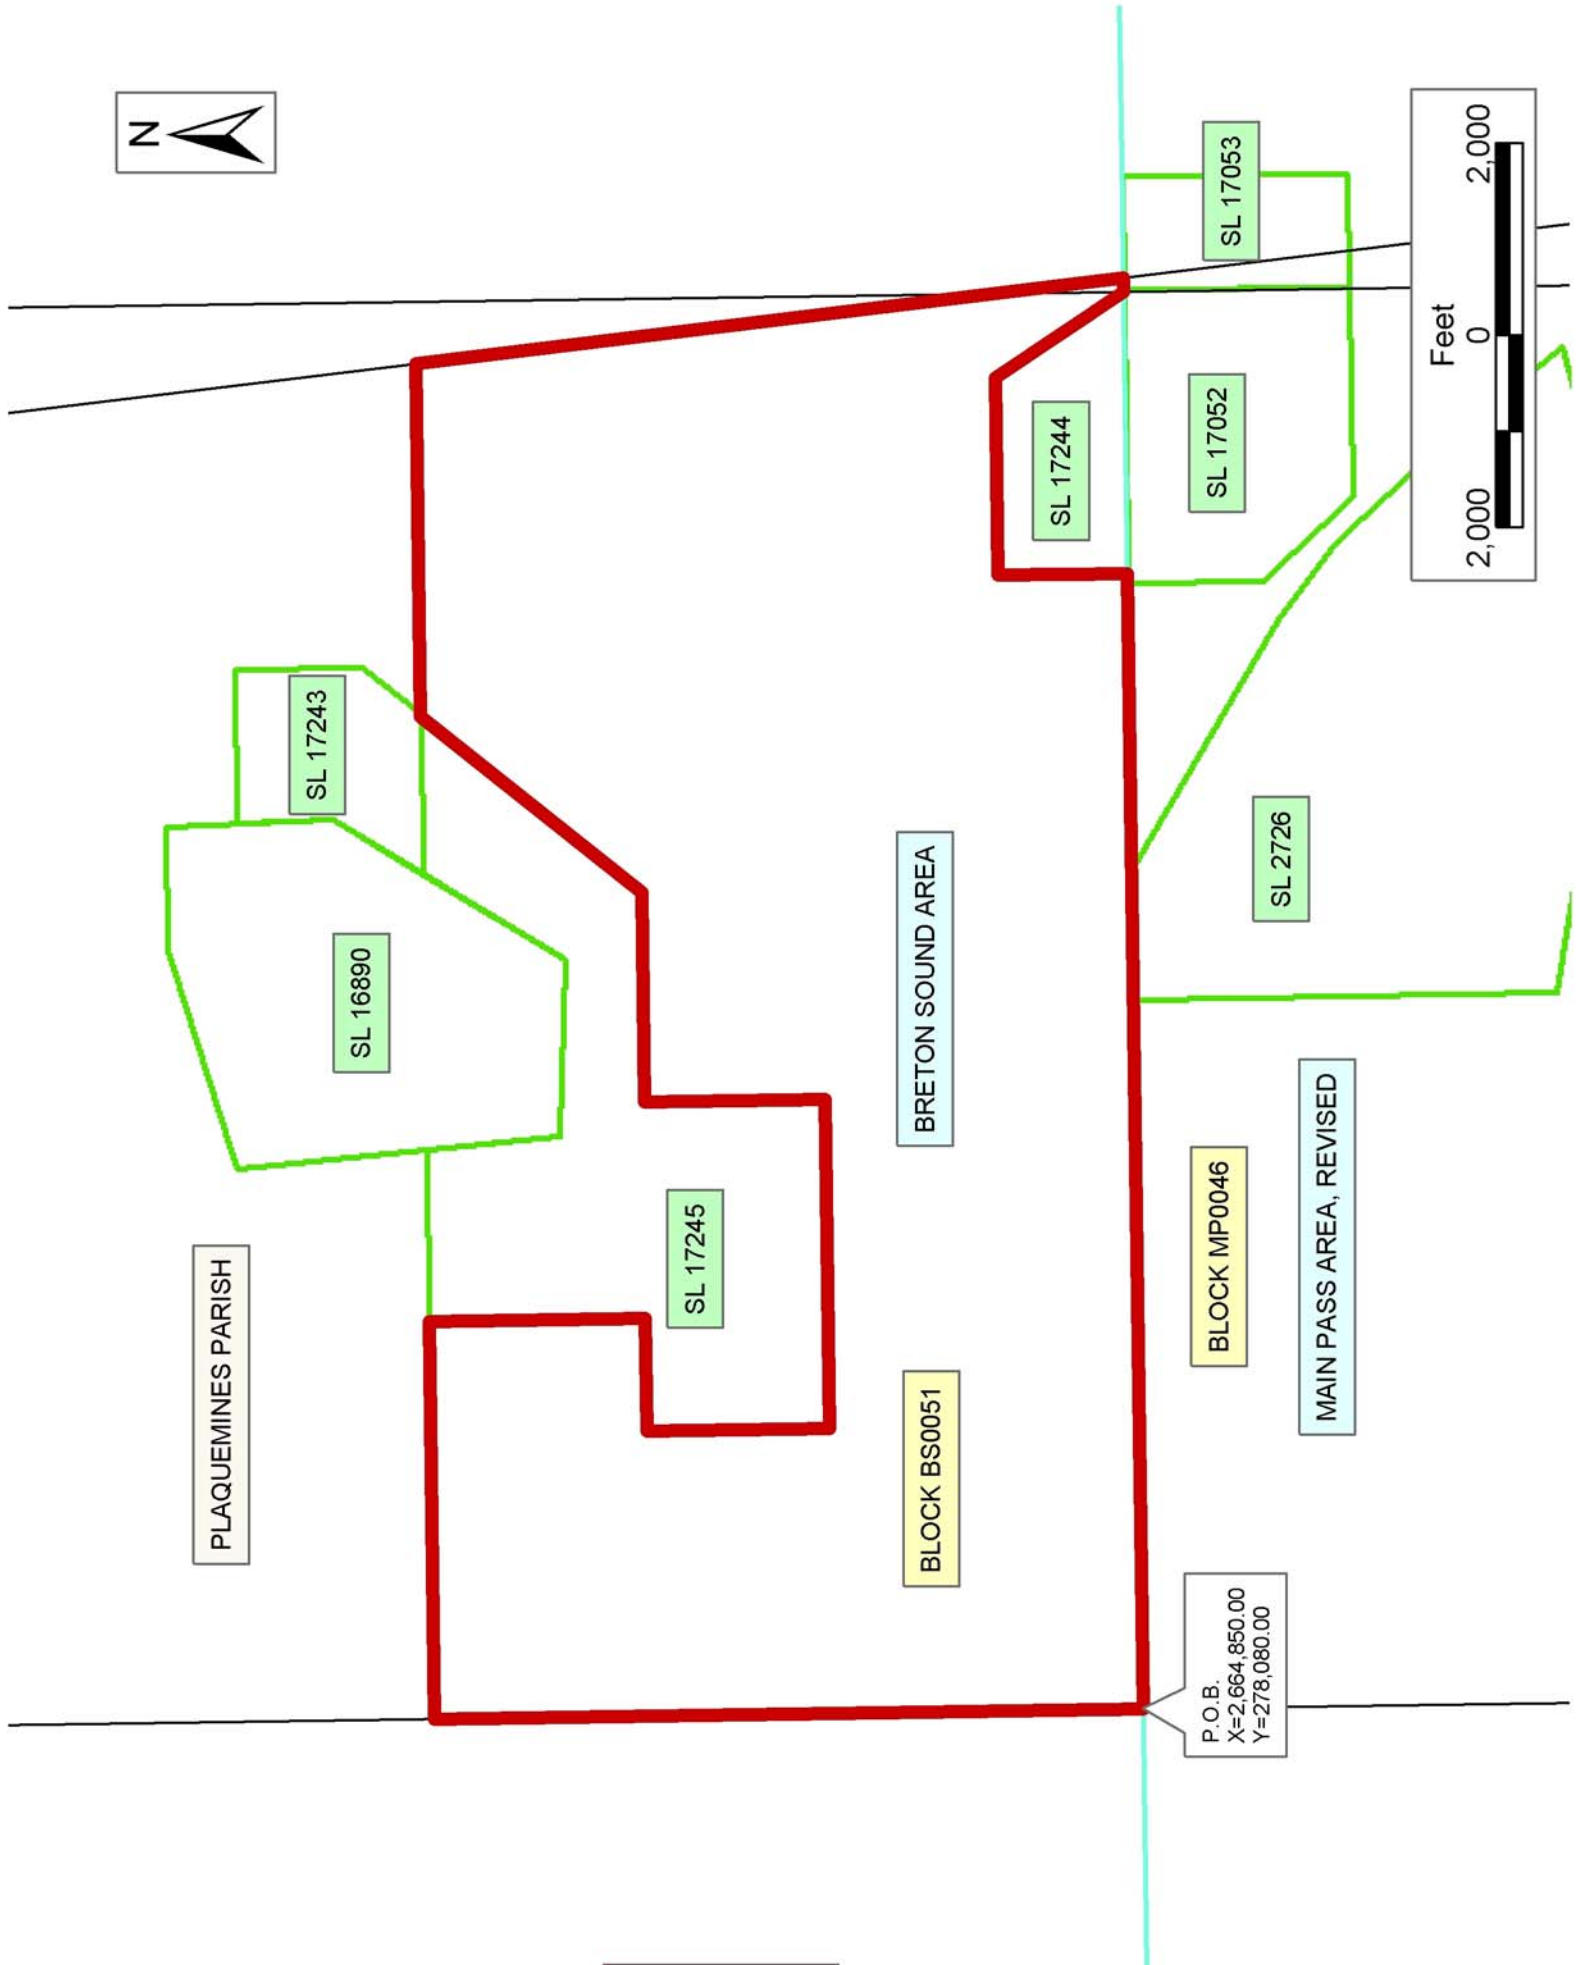 N
PLAQUEMINES PARISH
SL 16890
SL 17243
SL 17245
BRETON SOUND AREA
BLOCK BS0051
SL 17244
SL 17052
SL 17053
SL 2726
BLOCK MP0046
MAIN PASS AREA, REVISED
P.O.B.
X=2,664,850.00
Y=278,080.00
Feet
2,000 0 2,000